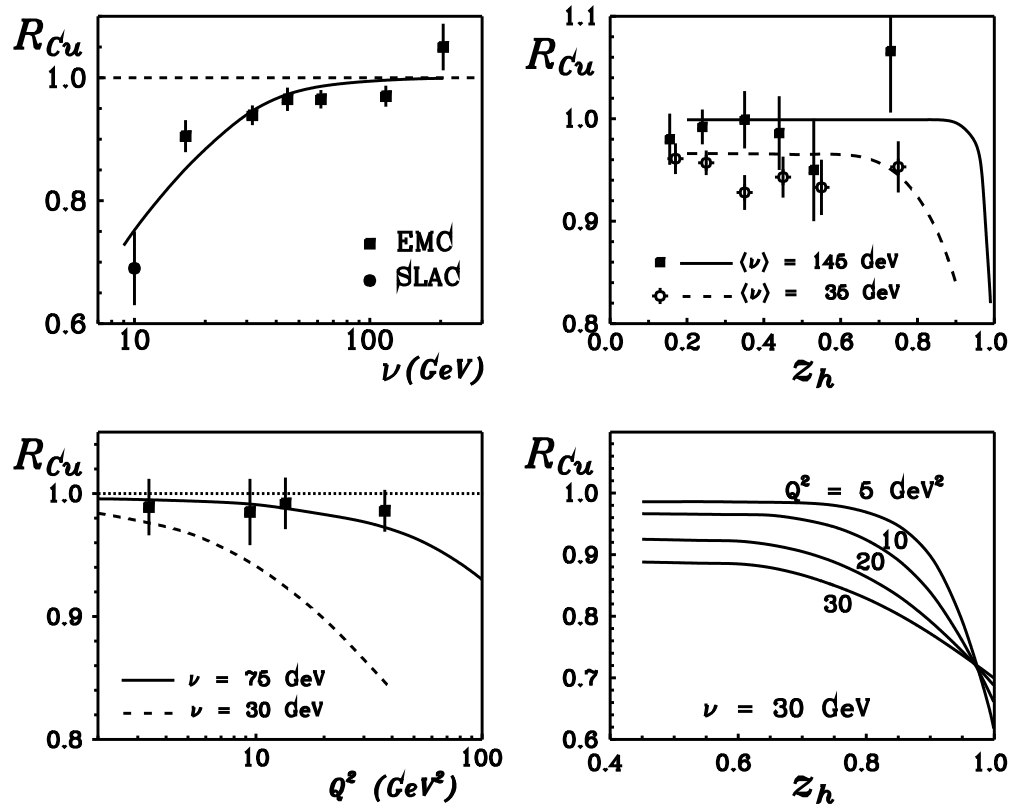 R_Cu
1.0
0.8
0.6
10
100
ν (GeV)
■ EMC
● SLAC
R_Cu
1.1
1.0
0.9
0.8
0.0
0.2
0.4
0.6
0.8
1.0
z_h
⟨ν⟩ = 145 GeV
⟨ν⟩ = 35 GeV
R_Cu
1.0
0.9
0.8
10
100
Q² (GeV²)
ν = 75 GeV
ν = 30 GeV
R_Cu
1.0
0.9
0.8
0.7
0.6
0.4
0.6
0.8
1.0
z_h
Q² = 5 GeV²
10
20
30
ν = 30 GeV